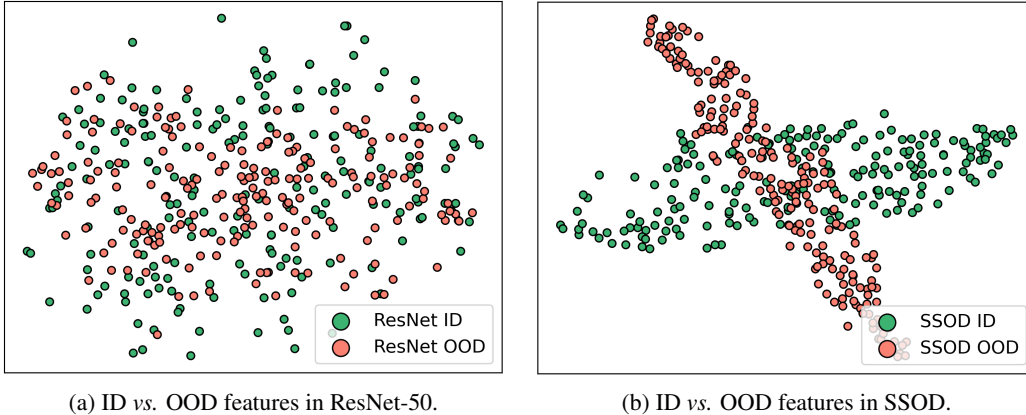 ResNet ID
ResNet OOD
SSOD ID
SSOD OOD
(a) ID vs. OOD features in ResNet-50.
(b) ID vs. OOD features in SSOD.